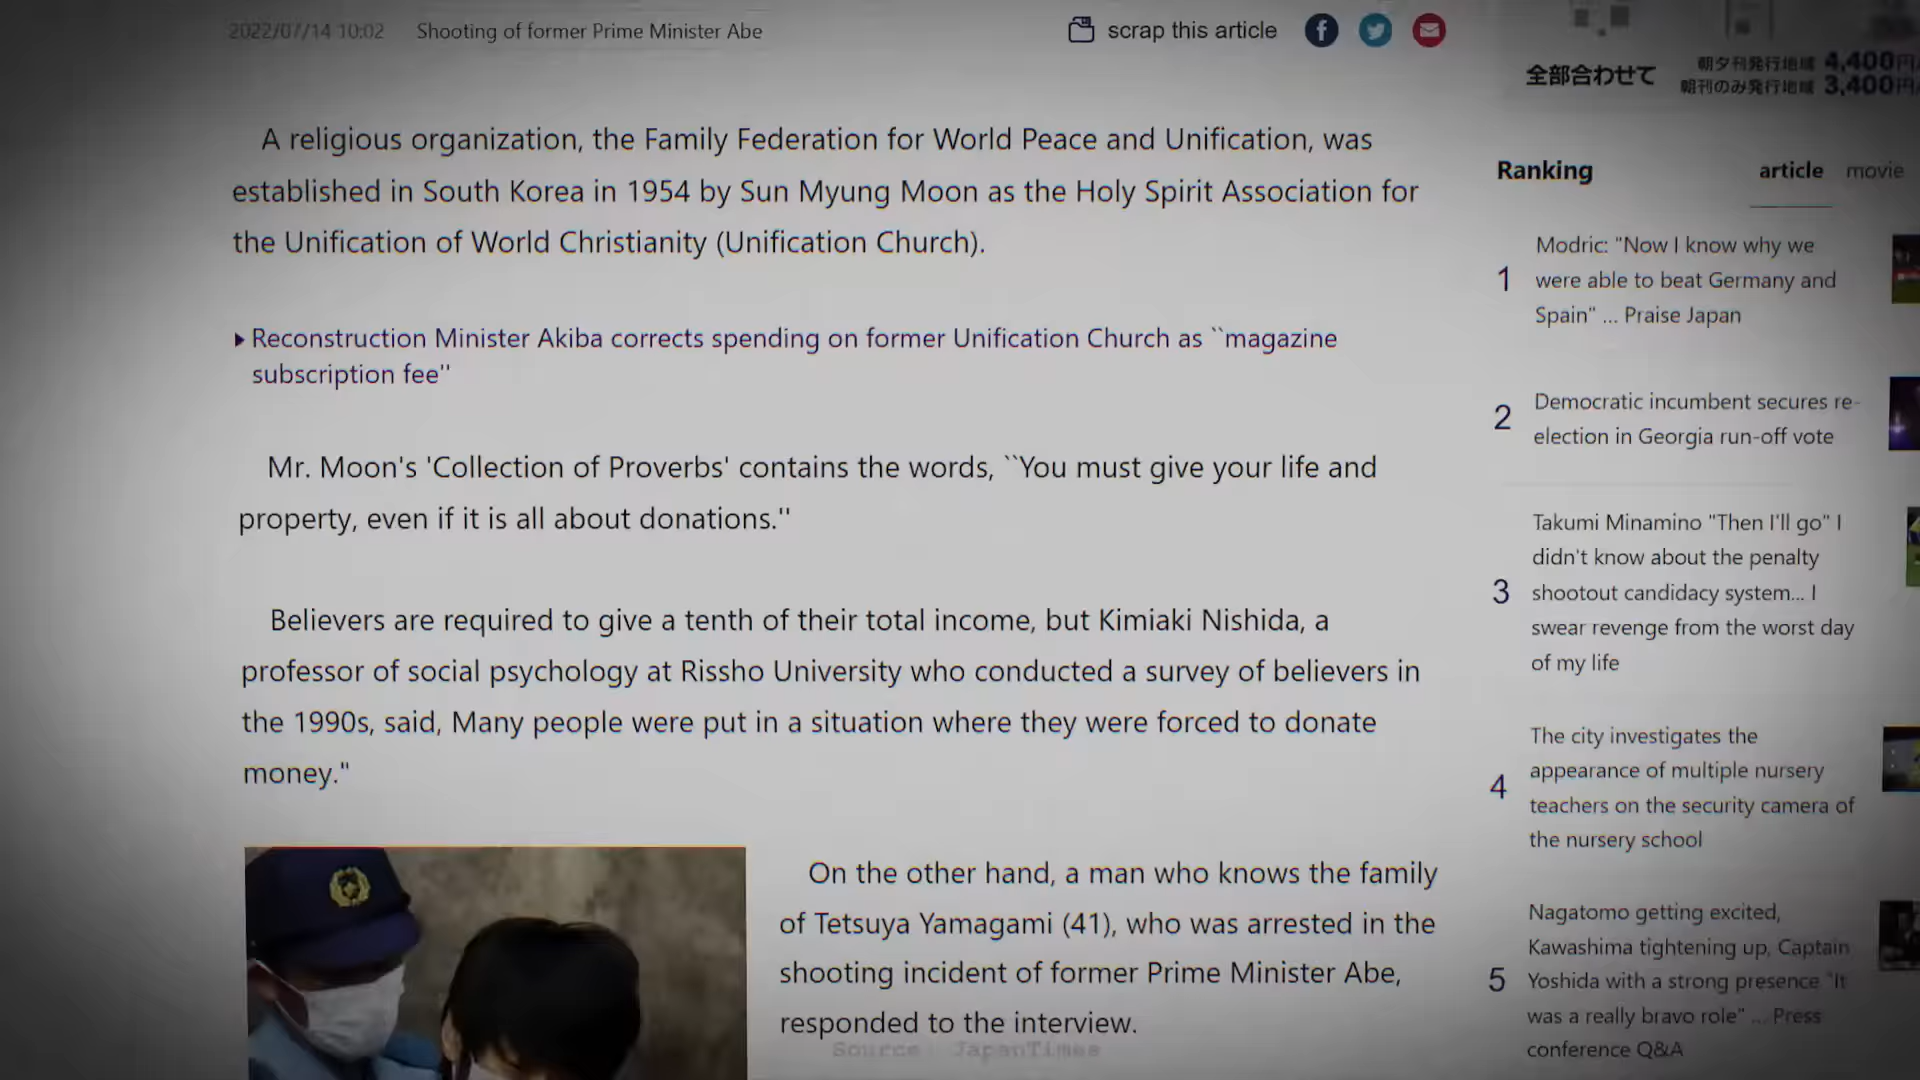 2022/07/14 10:02 Shooting of former Prime Minister Abe
scrap this article
全部合わせて
朝夕刊発行地域 4,400円/
朝刊のみ発行地域 3,400円/
A religious organization, the Family Federation for World Peace and Unification, was
established in South Korea in 1954 by Sun Myung Moon as the Holy Spirit Association for
the Unification of World Christianity (Unification Church).
Reconstruction Minister Akiba corrects spending on former Unification Church as ``magazine
subscription fee''
Mr. Moon's 'Collection of Proverbs' contains the words, ``You must give your life and
property, even if it is all about donations.''
Believers are required to give a tenth of their total income, but Kimiaki Nishida, a
professor of social psychology at Rissho University who conducted a survey of believers in
the 1990s, said, Many people were put in a situation where they were forced to donate
money."
On the other hand, a man who knows the family
of Tetsuya Yamagami (41), who was arrested in the
shooting incident of former Prime Minister Abe,
responded to the interview.
Source: JapanTimes
Ranking article movie
1
Modric: "Now I know why we
were able to beat Germany and
Spain" ... Praise Japan
2
Democratic incumbent secures re-
election in Georgia run-off vote
3
Takumi Minamino "Then I'll go" I
didn't know about the penalty
shootout candidacy system... I
swear revenge from the worst day
of my life
4
The city investigates the
appearance of multiple nursery
teachers on the security camera of
the nursery school
5
Nagatomo getting excited,
Kawashima tightening up, Captain
Yoshida with a strong presence "It
was a really bravo role" ... Press
conference Q&A